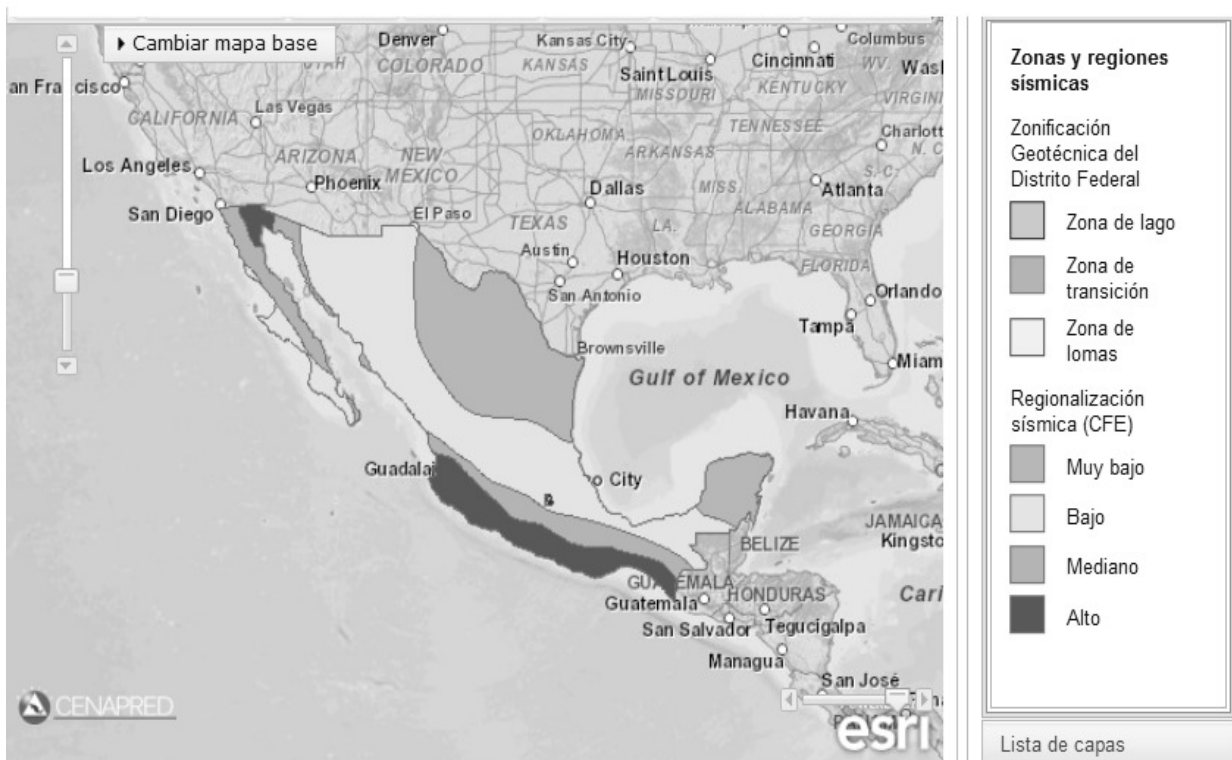 Cambiar mapa base
Denver
COLORADO
UTAH
Kansas City
KANSAS
Saint Louis
MISSOURI
Cincinnati
Columbus
WV.
KENTUCKY
VIRGINI
an Francisco
CALIFORNIA
Las Vegas
Los Angeles
ARIZONA
Phoenix
NEW
MEXICO
OKLAHOMA
ARKANSAS
TENNESSEE
Charlott
N. C
S. C.
San Diego
El Paso
Dallas
TEXAS
LA.
MISS.
ALABAMA
Atlanta
GEORGIA
Austin
Houston
San Antonio
FLORIDA
Orlando
Tampa
Miam
Brownsville
Gulf of Mexico
Havana
Guadalaj
o City
BELIZE
JAMAICA
Kingsto
GUATEMALA
Guatemala
HONDURAS
Cari
San Salvador
Tegucigalpa
Managua
San José
CENAPRED
esri
Zonas y regiones
sísmicas
Zonificación
Geotécnica del
Distrito Federal
Zona de lago
Zona de
transición
Zona de
lomas
Regionalización
sísmica (CFE)
Muy bajo
Bajo
Mediano
Alto
Lista de capas